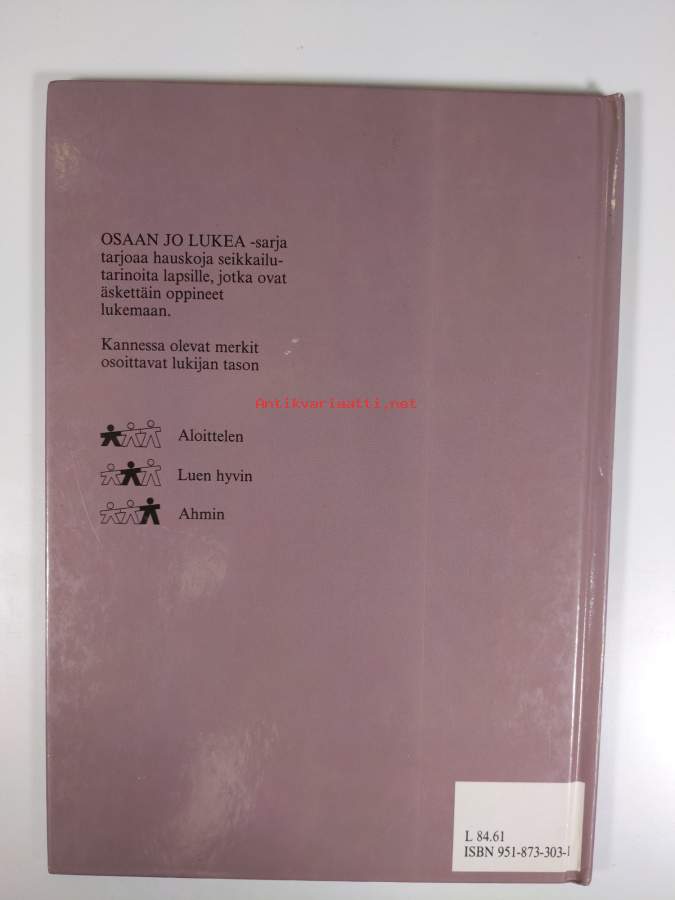 OSAAN JO LUKEA -sarja
tarjoaa hauskoja seikkailu-
tarinoita lapsille, jotka ovat
äskettäin oppineet
lukemaan.
Kannessa olevat merkit
osoittavat lukijan tason
Antikvariaatti.net
Aloittelen
Luen hyvin
Ahmin
L 84.61
ISBN 951-873-303-1